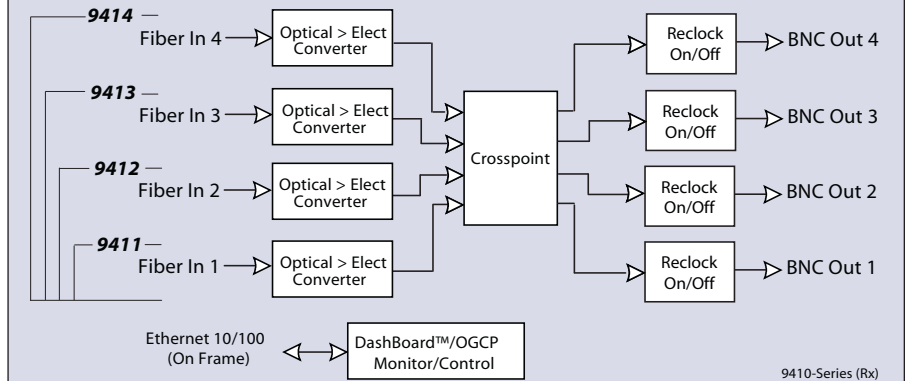 9414
Fiber In 4
Optical > Elect
Converter
Reclock
On/Off
BNC Out 4
9413
Fiber In 3
Optical > Elect
Converter
Reclock
On/Off
BNC Out 3
Crosspoint
9412
Fiber In 2
Optical > Elect
Converter
Reclock
On/Off
BNC Out 2
9411
Fiber In 1
Optical > Elect
Converter
Reclock
On/Off
BNC Out 1
Ethernet 10/100
(On Frame)
DashBoard™/OGCP
Monitor/Control
9410-Series (Rx)